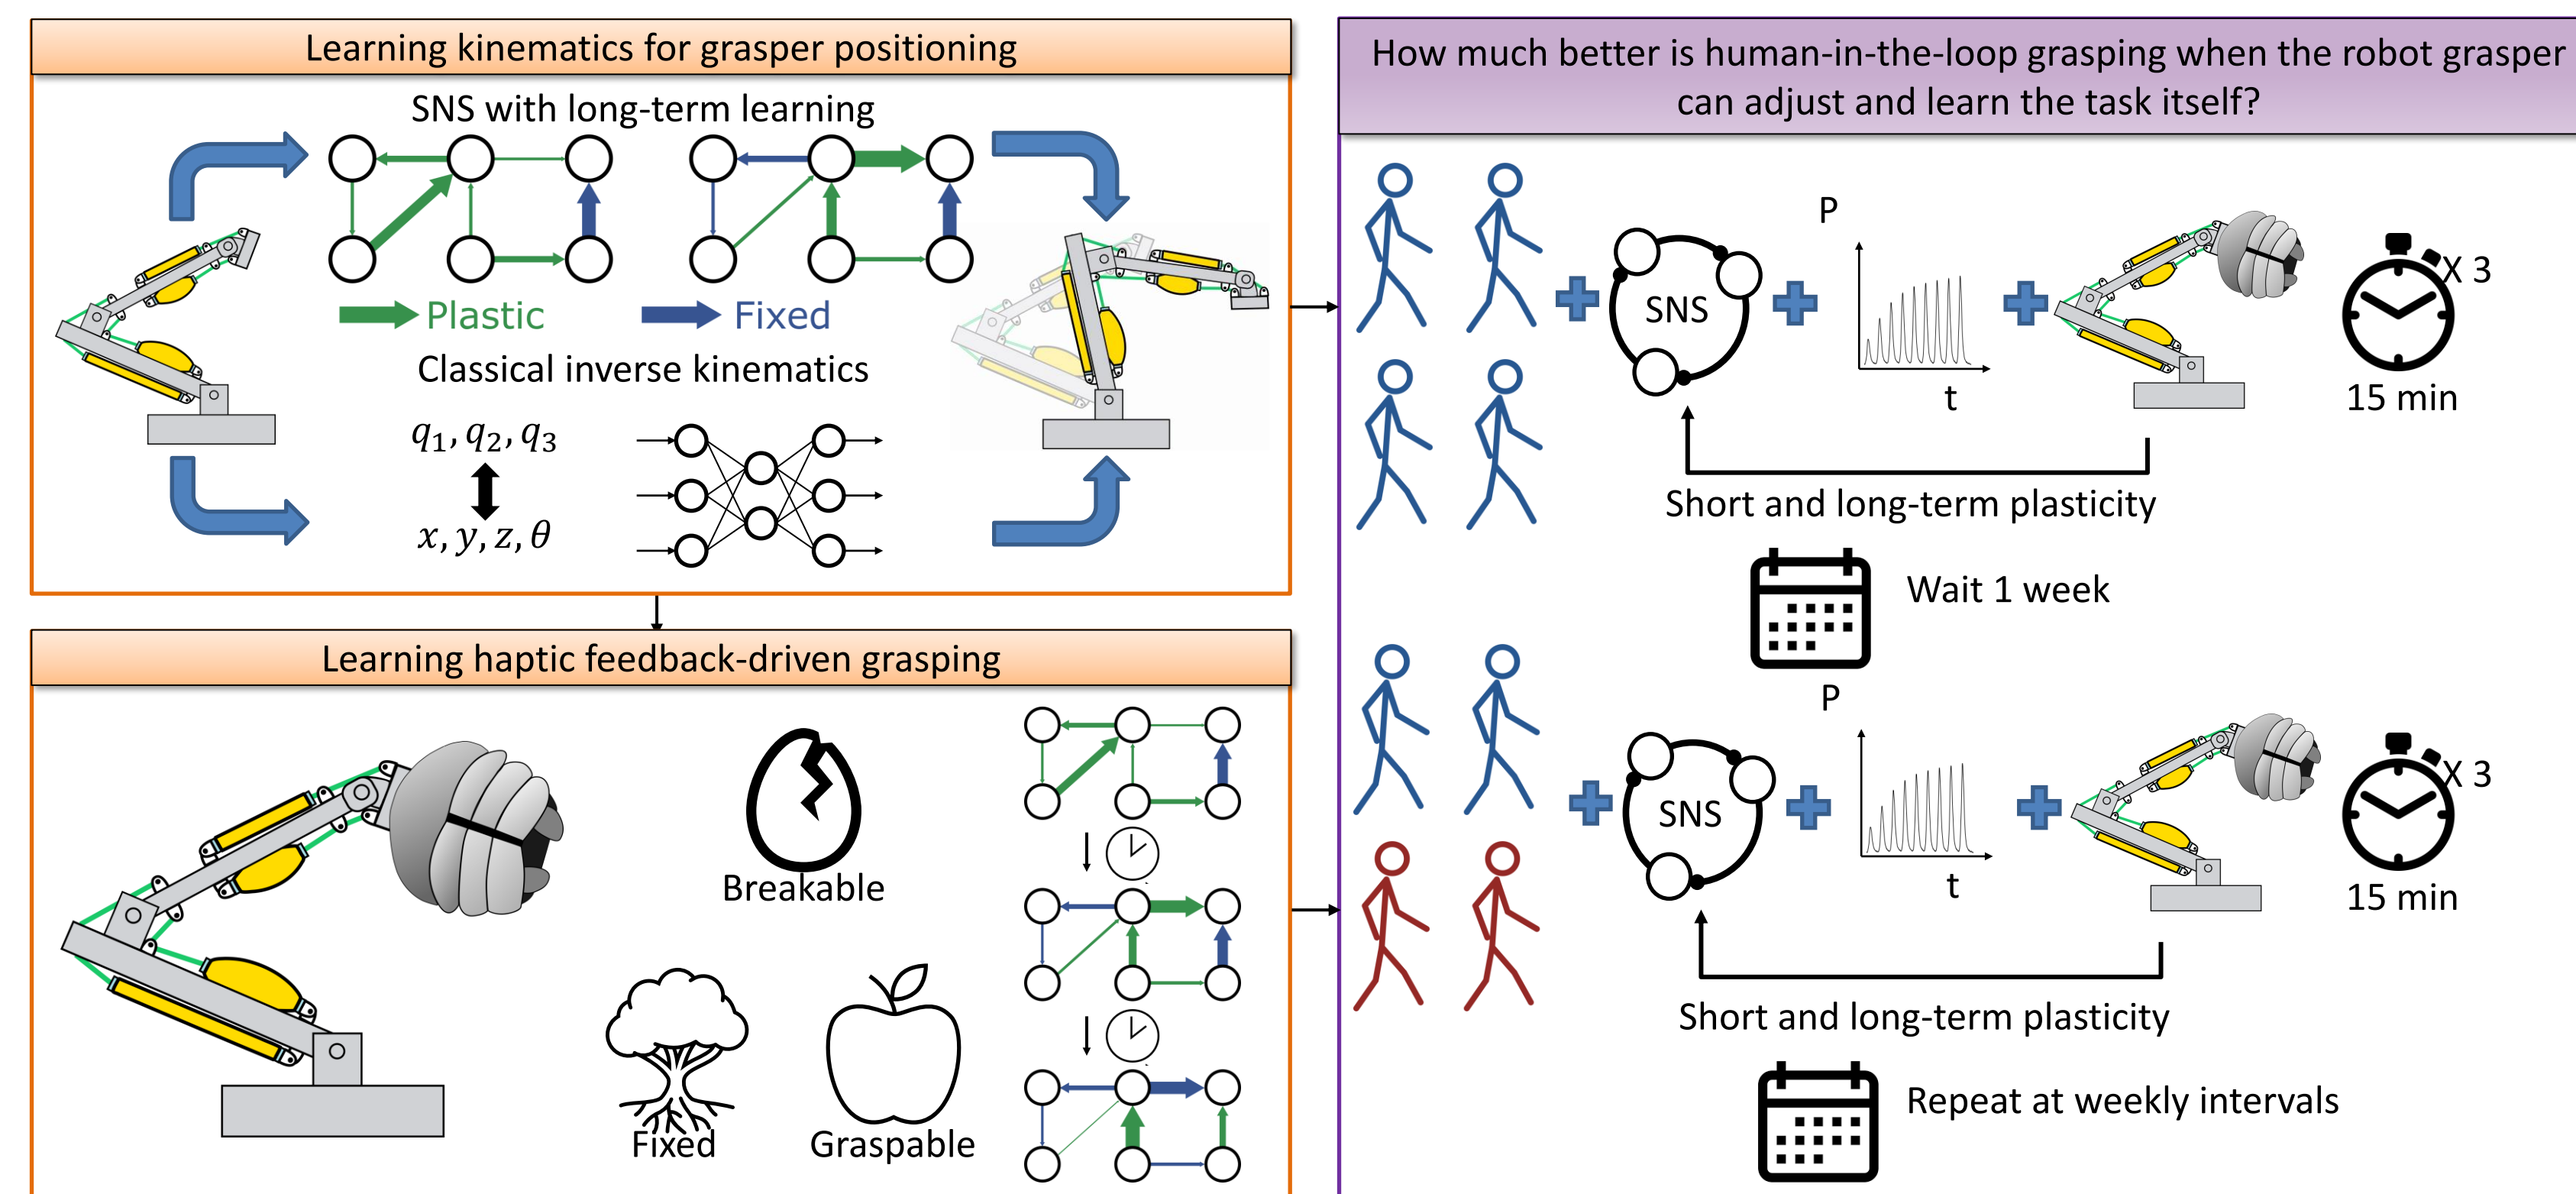 Learning kinematics for grasper positioning
SNS with long-term learning
Plastic
Fixed
Classical inverse kinematics
q₁, q₂, q₃
x, y, z, θ
Learning haptic feedback-driven grasping
Breakable
Fixed
Graspable
How much better is human-in-the-loop grasping when the robot grasper
can adjust and learn the task itself?
P
SNS
t
X 3
15 min
Short and long-term plasticity
Wait 1 week
P
SNS
t
X 3
15 min
Short and long-term plasticity
Repeat at weekly intervals